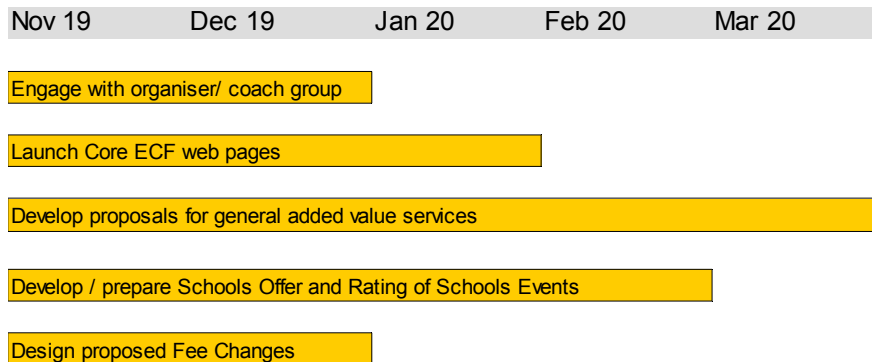 Nov 19 Dec 19 Jan 20 Feb 20 Mar 20
Engage with organiser/ coach group
Launch Core ECF web pages
Develop proposals for general added value services
Develop / prepare Schools Offer and Rating of Schools Events
Design proposed Fee Changes